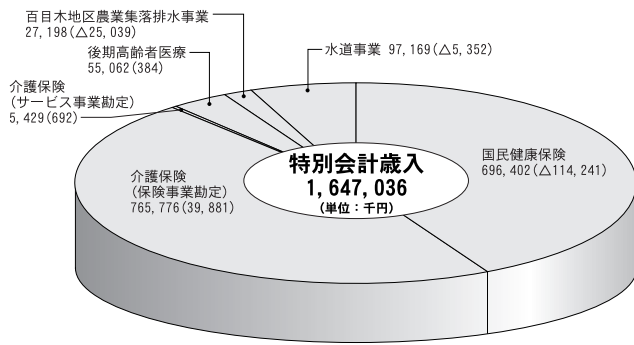 百目木地区農業集落排水事業
27,198(△25,039)
後期高齢者医療
55,062(384)
介護保険
(サービス事業勘定)
5,429(692)
水道事業 97,169(△5,352)
国民健康保険
696,402(△114,241)
介護保険
(保険事業勘定)
765,776(39,881)
特別会計歳入
1,647,036
(単位:千円)